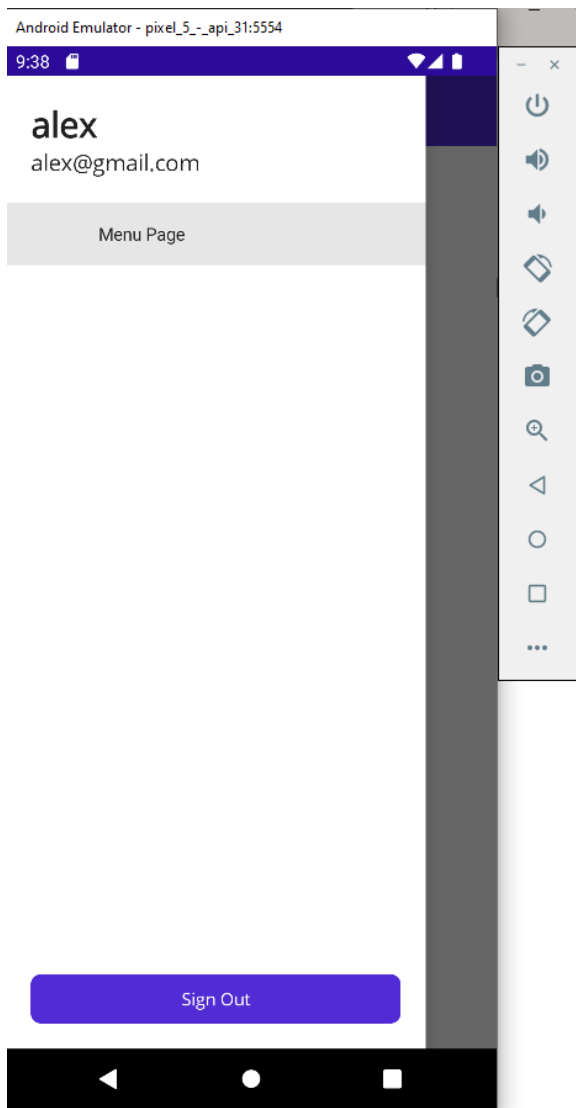 Android Emulator - pixel_5_-_api_31:5554
9:38
alex
alex@gmail.com
Menu Page
Sign Out